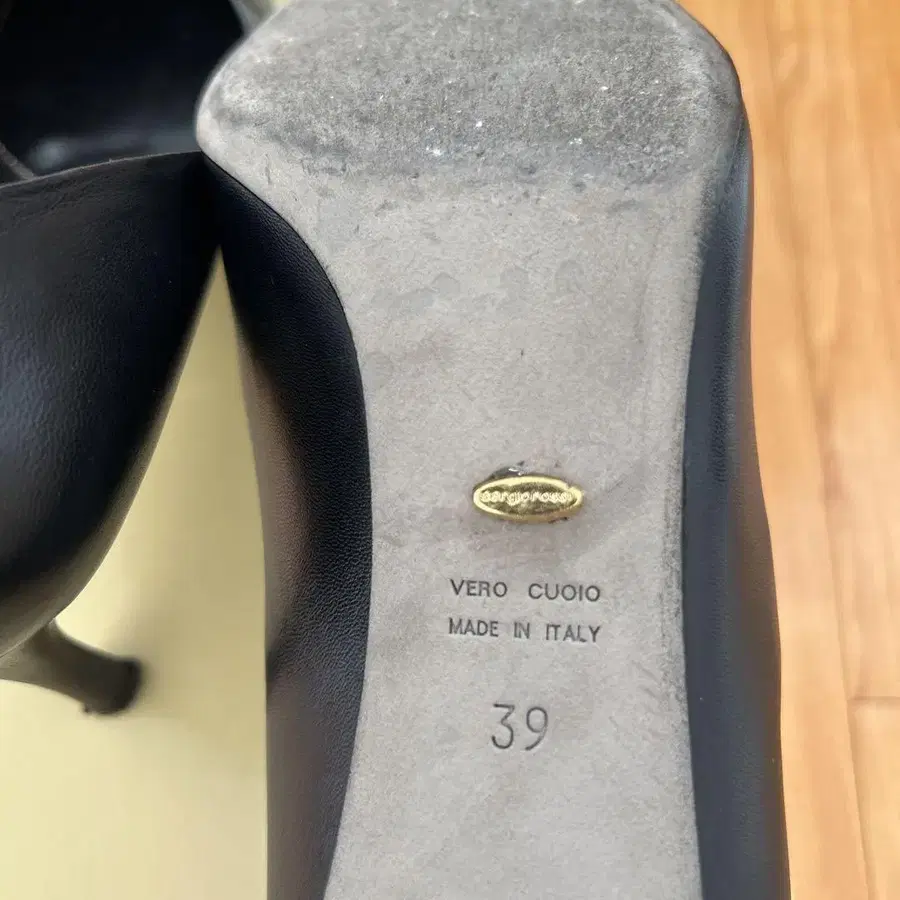 sergio rossi
VERO CUOIO
MADE IN ITALY
39